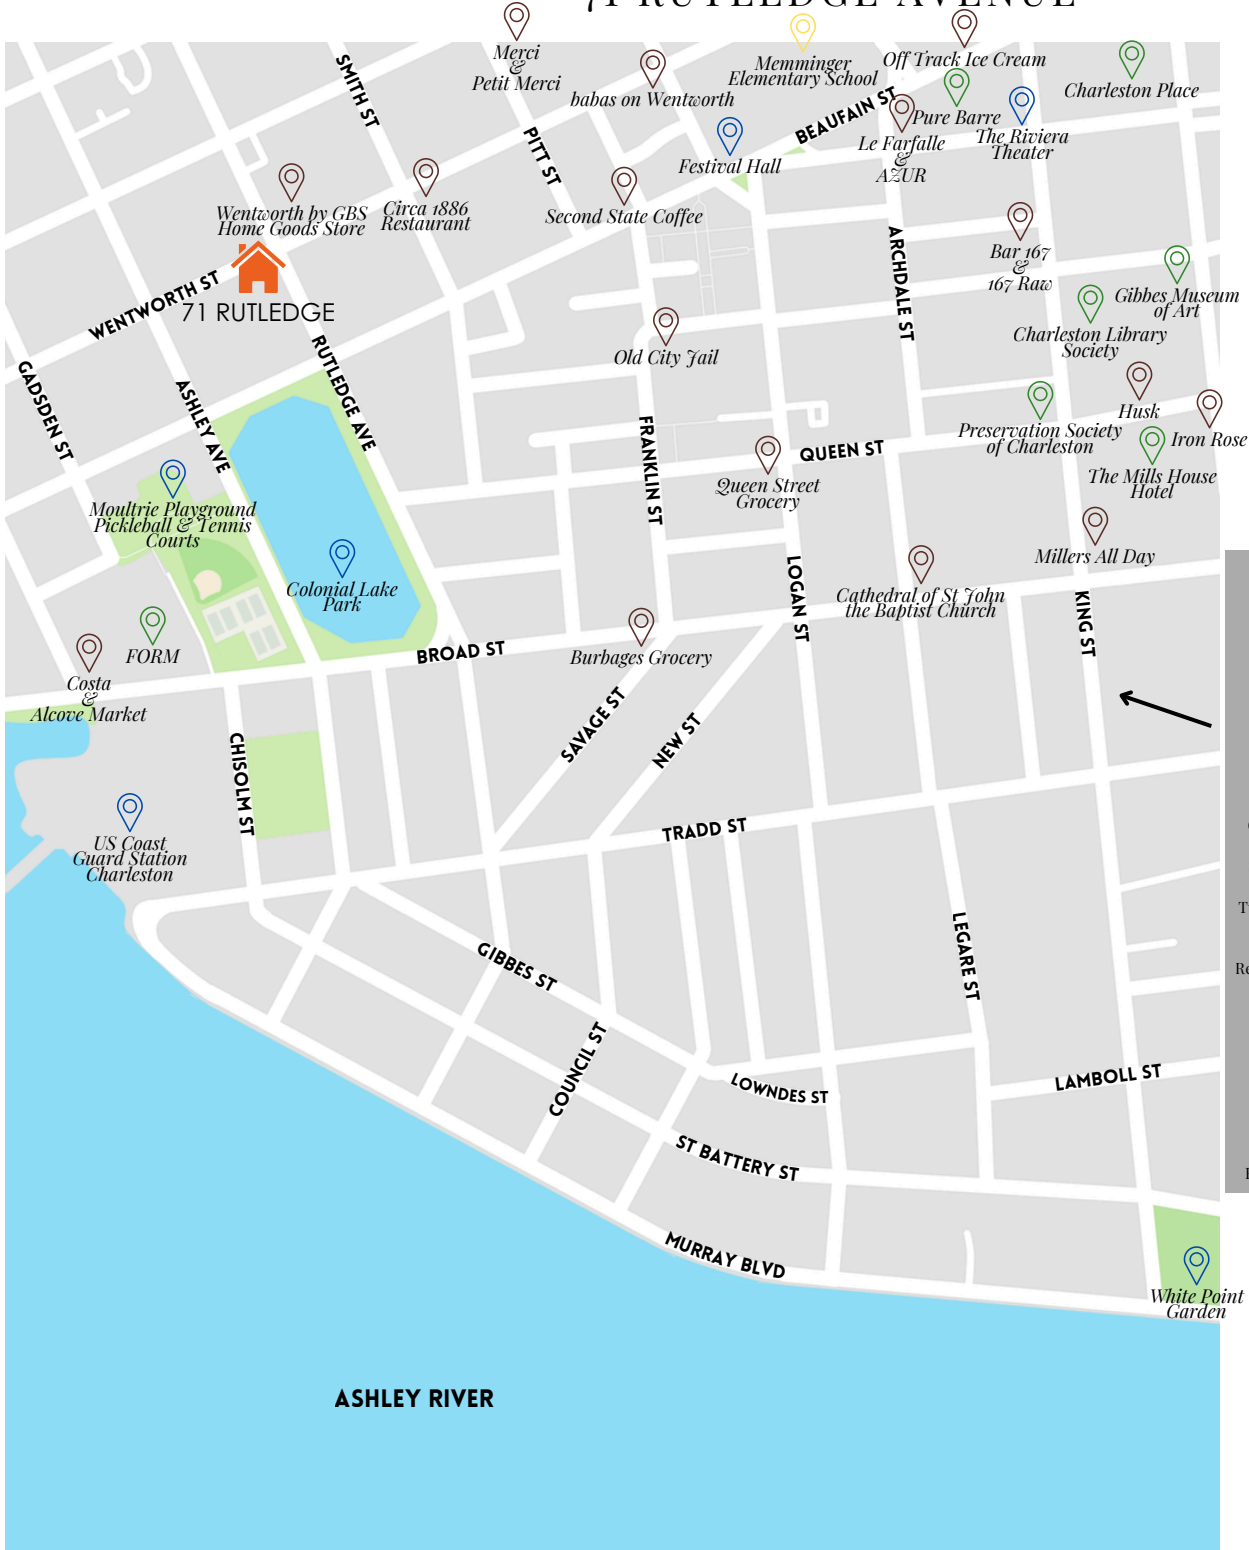 71 RUTLEDGE AVENUE
Merci
&
Petit Merci
babas on Wentworth
Memminger
Elementary School
Off Track Ice Cream
Charleston Place
SMITH ST
PITT ST
BEAUFAIN ST
Pure Barre
The Riviera
Theater
Le Farfalle
&
AZUR
Festival Hall
Wentworth by GBS
Home Goods Store
Circa 1886
Restaurant
Second State Coffee
ARCHDALE ST
Bar 167
&
167 Raw
Gibbes Museum
of Art
WENTWORTH ST
71 RUTLEDGE
Charleston Library
Society
Old City Jail
GADSDEN ST
ASHLEY AVE
RUTLEDGE AVE
Husk
Iron Rose
Preservation Society
of Charleston
FRANKLIN ST
QUEEN ST
Queen Street
Grocery
The Mills House
Hotel
Moultrie Playground
Pickleball & Tennis
Courts
Millers All Day
Colonial Lake
Park
LOGAN ST
Cathedral of St John
the Baptist Church
KING ST
FORM
BROAD ST
Burbages Grocery
Costa
&
Alcove Market
SAVAGE ST
NEW ST
CHISOLM ST
TRADD ST
US Coast
Guard Station
Charleston
LEGARE ST
GIBBES ST
COUNCIL ST
LOWNDES ST
LAMBOLL ST
ST BATTERY ST
MURRAY BLVD
White Point
Garden
ASHLEY RIVER